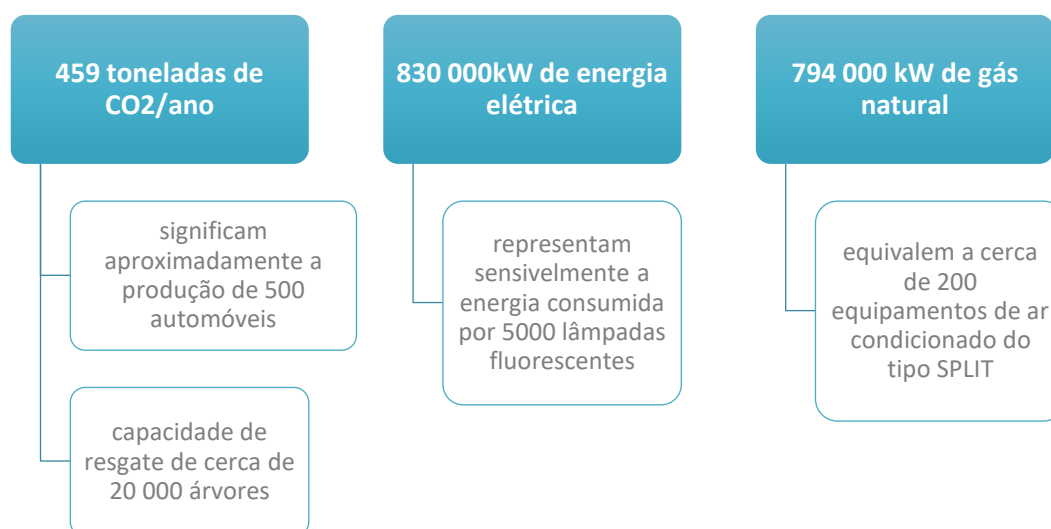 459 toneladas de
CO2/ano
significam
aproximadamente a
produção de 500
automóveis
capacidade de
resgate de cerca de
20 000 árvores
830 000kW de energia
elétrica
representam
sensivelmente a
energia consumida
por 5000 lâmpadas
fluorescentes
794 000 kW de gás
natural
equivalem a cerca
de 200
equipamentos de ar
condicionado do
tipo SPLIT